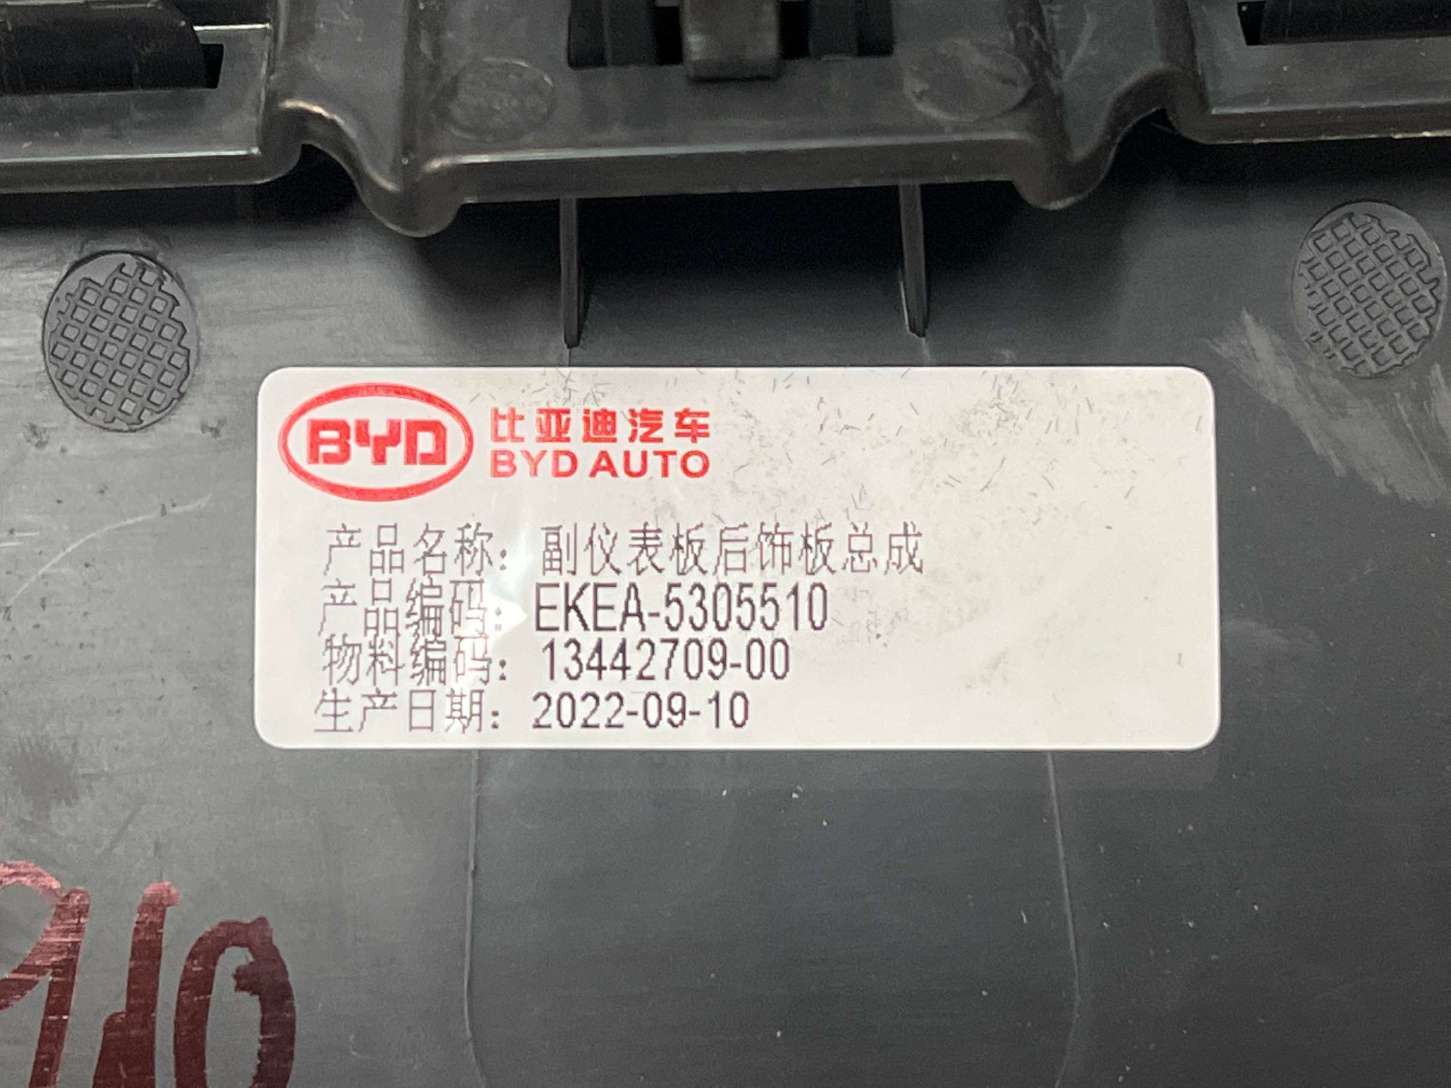 BYD
比亚迪汽车
BYD AUTO
产品名称：副仪表板后饰板总成
产品编码：EKEA-5305510
物料编码：13442709-00
生产日期：2022-09-10
910